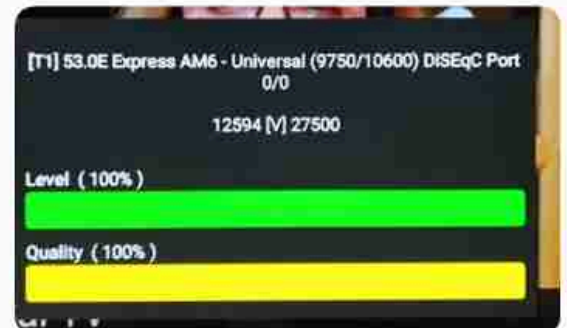 [T1] 53.0E Express AM6 - Universal (9750/10600) DISEqC Port
0/0
12594 [V] 27500
Level ( 100% )
Quality ( 100% )